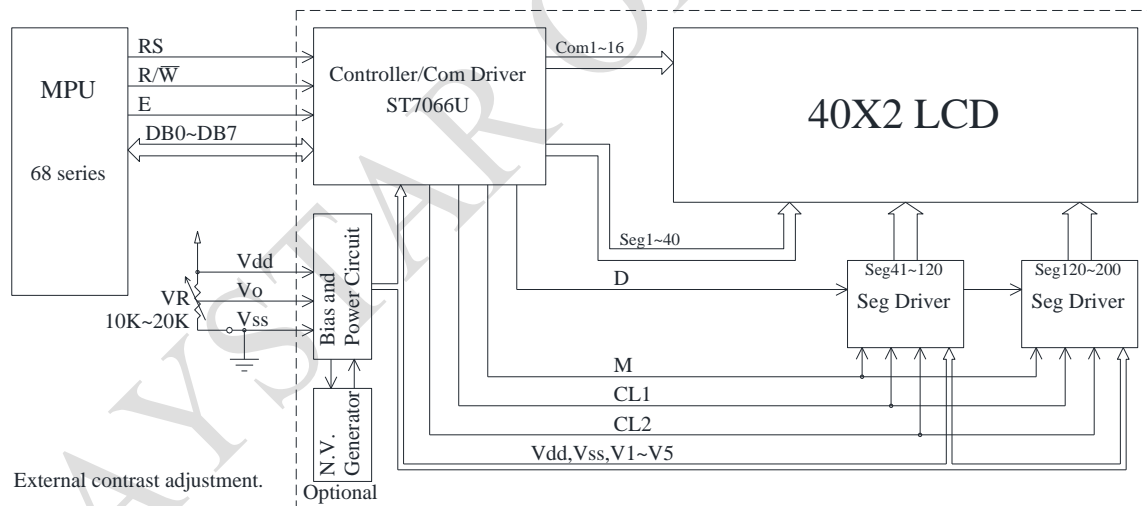 MPU
68 series
RS
R/W̅
E
DB0~DB7
Controller/Com Driver
ST7066U
Com1~16
40X2 LCD
Seg1~40
Seg41~120
Seg Driver
Seg120~200
Seg Driver
D
M
CL1
CL2
Vdd,Vss,V1~V5
Vdd
Vo
Vss
VR
10K~20K
Bias and
Power Circuit
N.V.
Generator
Optional
External contrast adjustment.